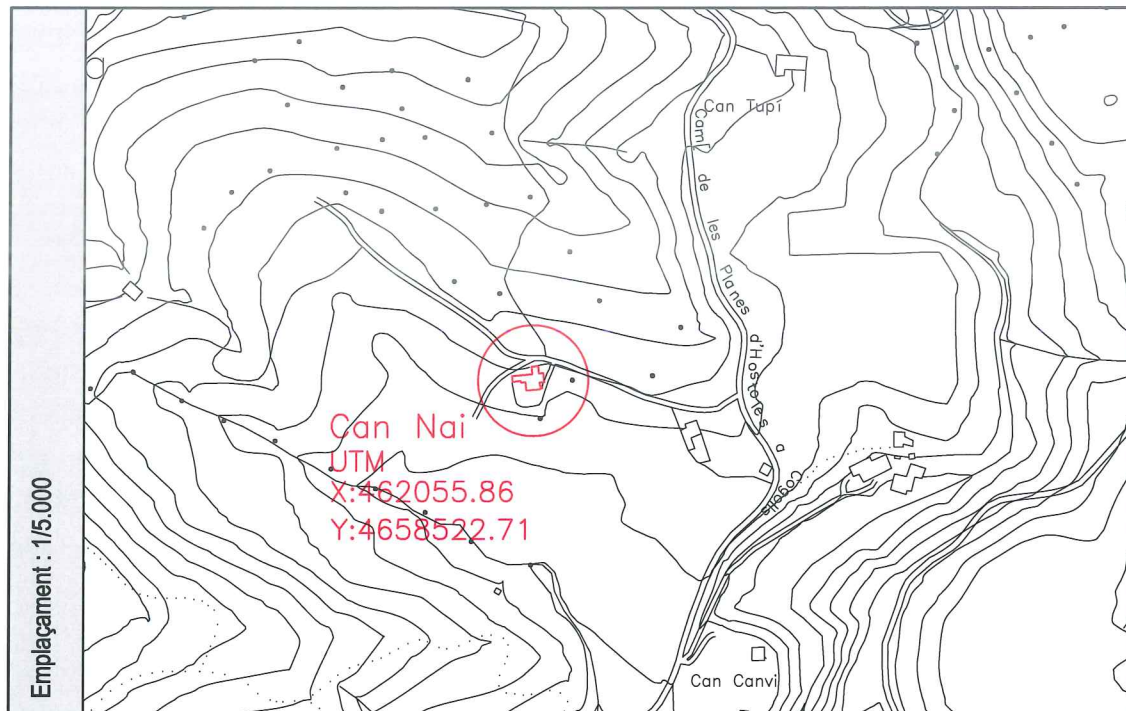 Emplaçament : 1/5.000
Can Tupí
Camí de les Planes d'Hostoles a Cogolls
Can Nai
UTM
X:462055.86
Y:4658522.71
Can Canvi